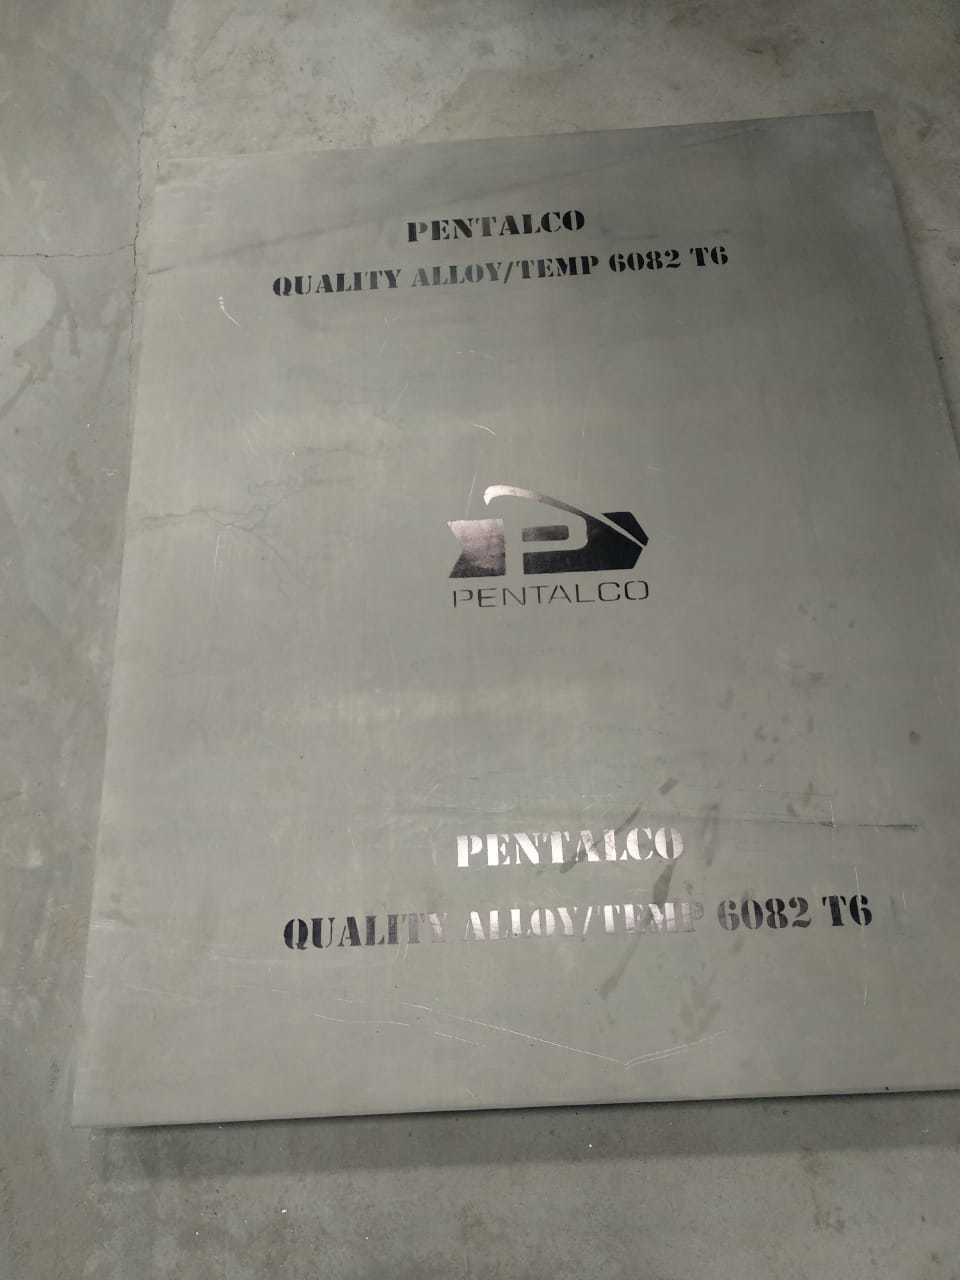 PENTALCO
QUALITY ALLOY/TEMP 6082 T6
P
PENTALCO
PENTALCO
QUALITY ALLOY/TEMP 6082 T6